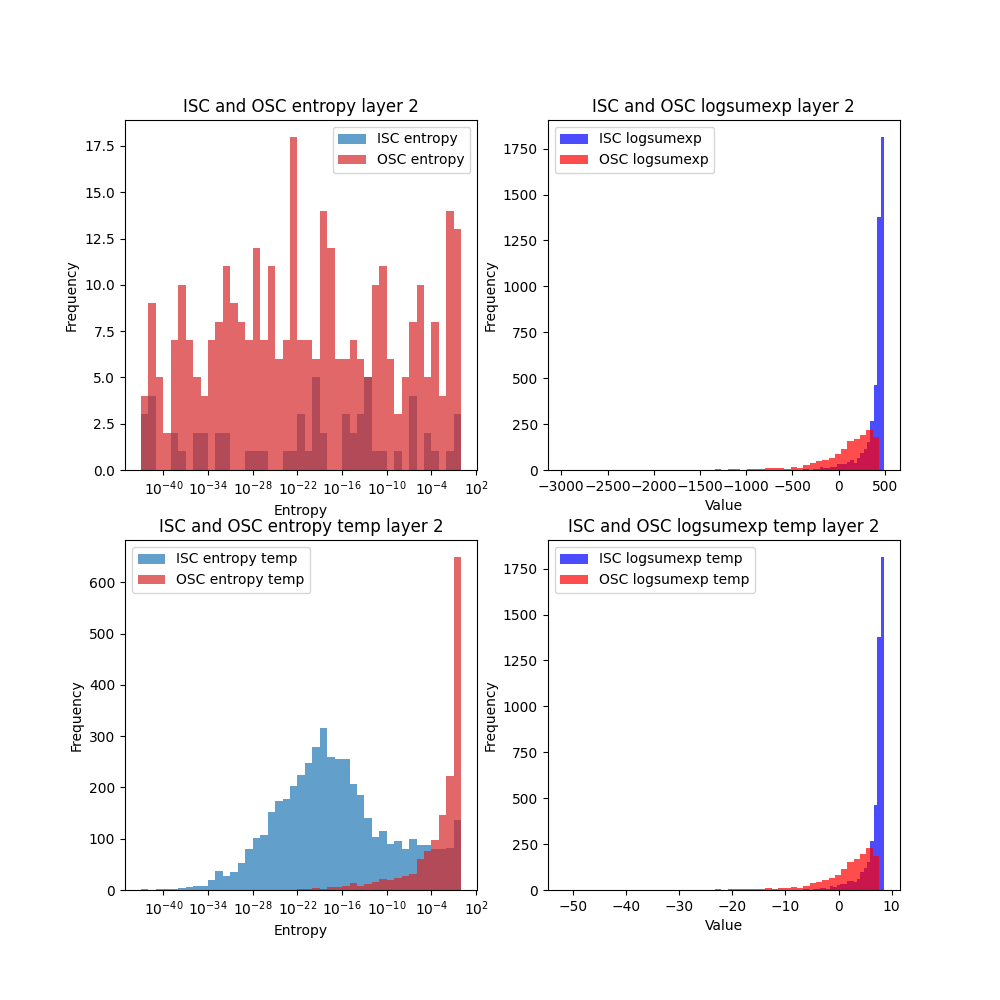 ISC and OSC entropy layer 2
ISC entropy
OSC entropy
Frequency
17.5
15.0
12.5
10.0
7.5
5.0
2.5
0.0
10^-40 10^-34 10^-28 10^-22 10^-16 10^-10 10^-4 10^2
Entropy
ISC and OSC logsumexp layer 2
ISC logsumexp
OSC logsumexp
Frequency
1750
1500
1250
1000
750
500
250
0
−3000 −2500 −2000 −1500 −1000 −500 0 500
Value
ISC and OSC entropy temp layer 2
ISC entropy temp
OSC entropy temp
Frequency
600
500
400
300
200
100
0
10^-40 10^-34 10^-28 10^-22 10^-16 10^-10 10^-4 10^2
Entropy
ISC and OSC logsumexp temp layer 2
ISC logsumexp temp
OSC logsumexp temp
Frequency
1750
1500
1250
1000
750
500
250
0
−50 −40 −30 −20 −10 0 10
Value